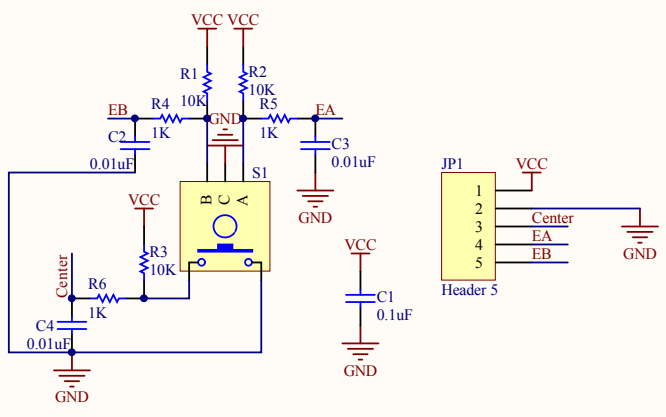 VCC VCC
R1 R2
10K 10K
EB R4 GND R5 EA
C2 1K 1K C3
0.01uF 0.01uF
S1
B C A
GND
VCC
R3
10K
Center
R6
1K
C4
0.01uF
GND
VCC
C1
0.1uF
GND
JP1
VCC
1
2
3 Center
4 EA
5 EB
GND
Header 5